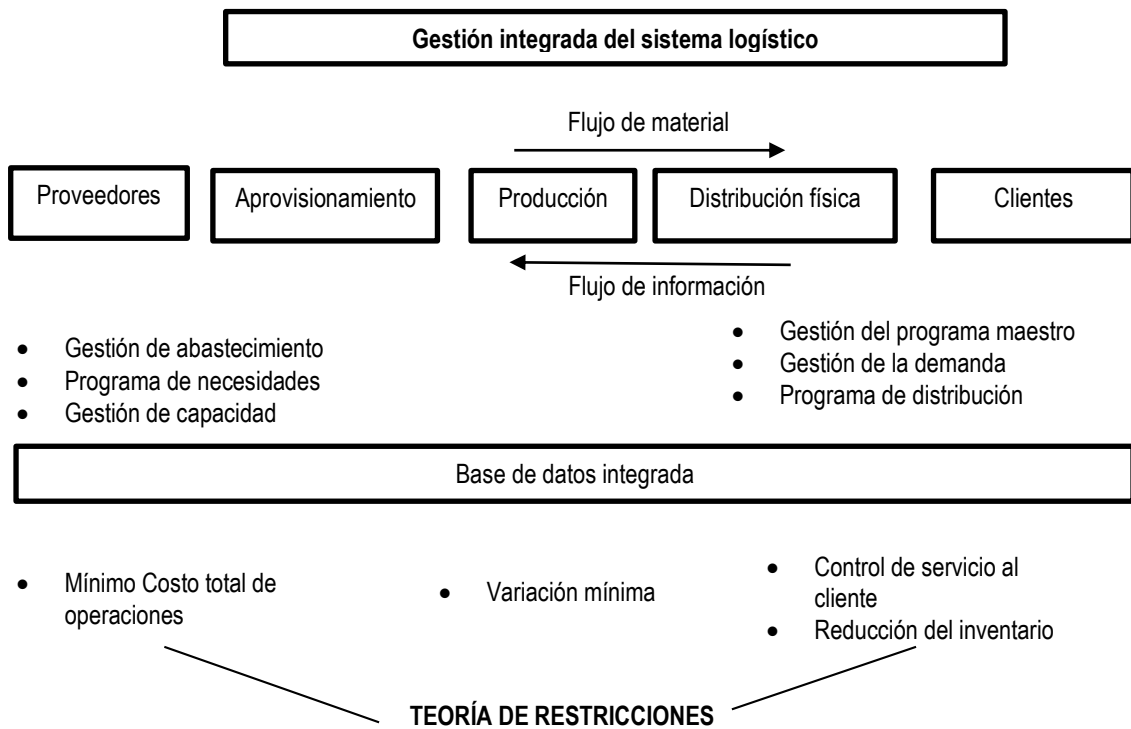 Gestión integrada del sistema logístico
Flujo de material
Proveedores
Aprovisionamiento
Producción
Distribución física
Clientes
Flujo de información
• Gestión de abastecimiento
• Programa de necesidades
• Gestión de capacidad
• Gestión del programa maestro
• Gestión de la demanda
• Programa de distribución
Base de datos integrada
• Mínimo Costo total de
operaciones
• Variación mínima
• Control de servicio al
cliente
• Reducción del inventario
TEORÍA DE RESTRICCIONES